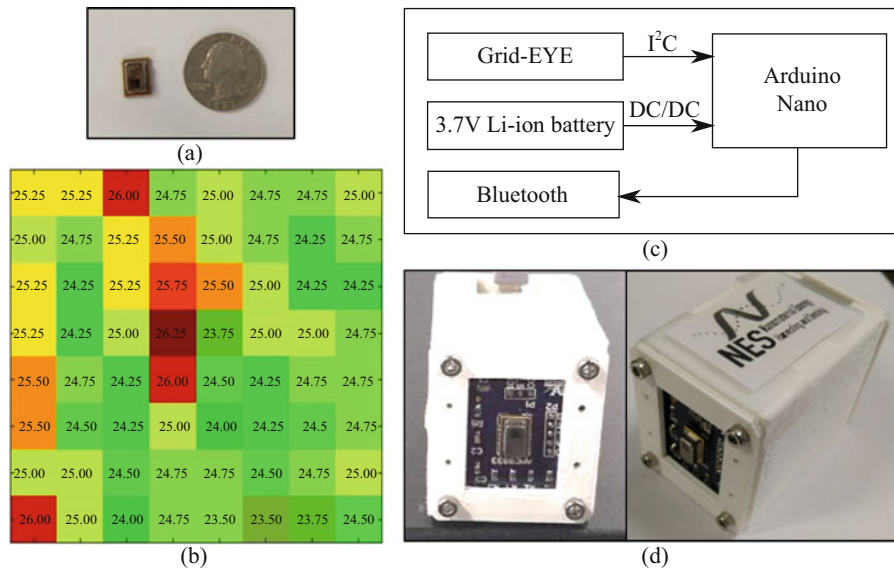 (a)
25.25 25.25 26.00 24.75 25.00 24.75 24.75 25.00
25.00 24.75 25.25 25.50 25.00 24.75 24.25 24.75
25.25 24.25 25.25 25.75 25.50 25.00 24.25 24.25
25.25 24.25 25.00 26.25 23.75 25.00 25.00 24.75
25.50 24.75 24.25 26.00 24.50 24.25 24.75 24.75
25.50 24.50 24.25 25.00 24.00 24.25 24.5 24.75
25.00 25.00 24.50 24.75 24.50 24.75 24.75 25.00
26.00 25.00 24.00 24.75 23.50 23.50 23.75 24.50
(b)
Grid-EYE
I²C
Arduino
Nano
3.7V Li-ion battery
DC/DC
Bluetooth
(c)
P1
P2
R5
C2
NES
(d)